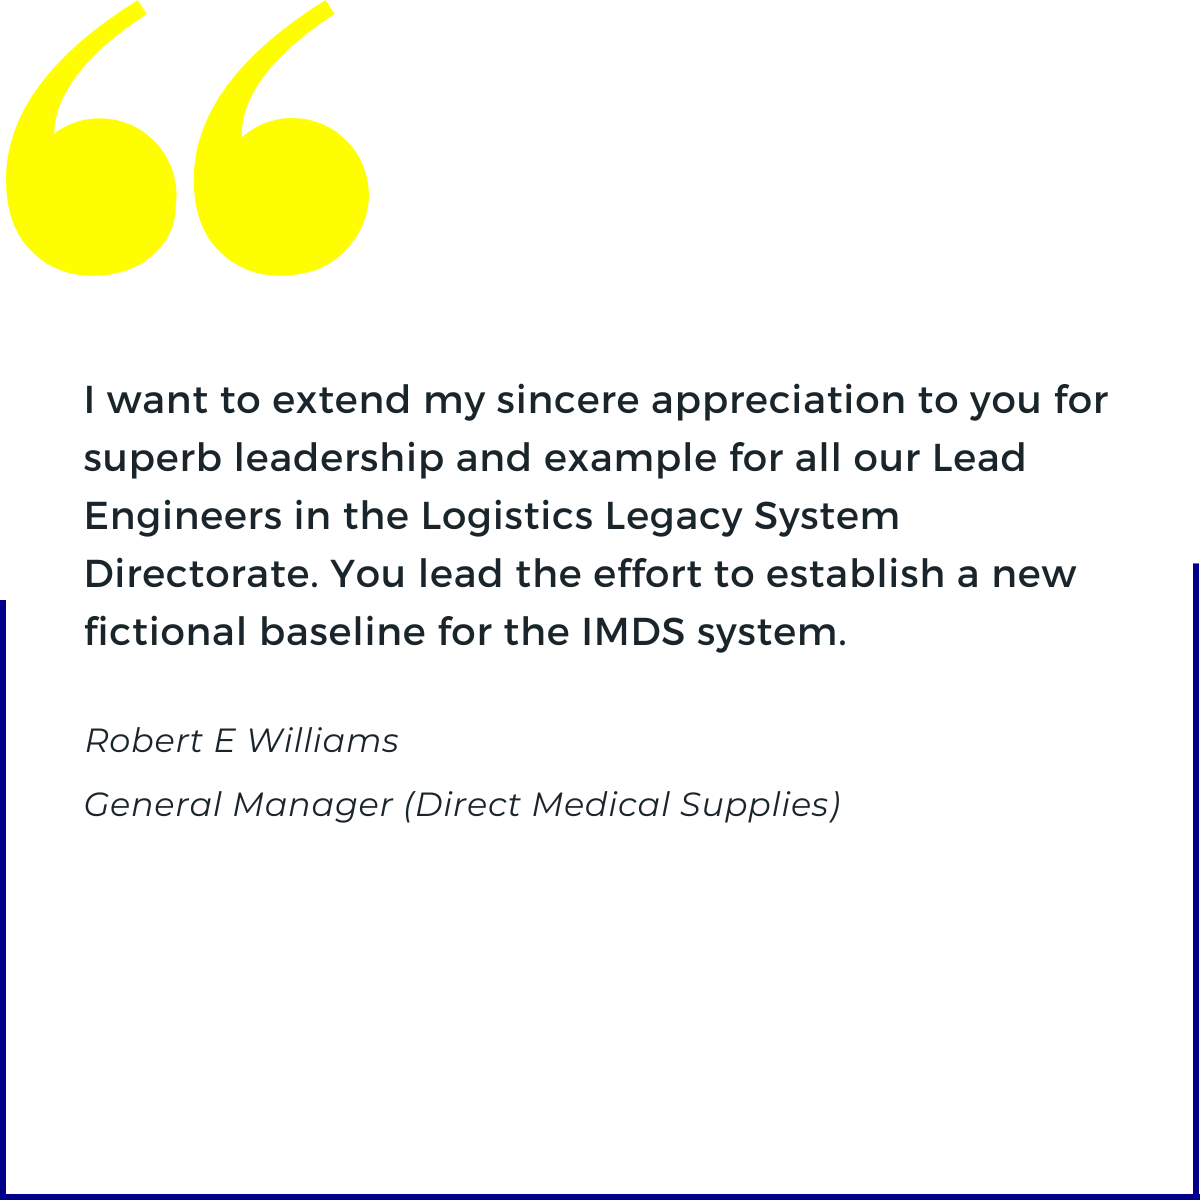 I want to extend my sincere appreciation to you for
superb leadership and example for all our Lead
Engineers in the Logistics Legacy System
Directorate. You lead the effort to establish a new
fictional baseline for the IMDS system.
Robert E Williams
General Manager (Direct Medical Supplies)